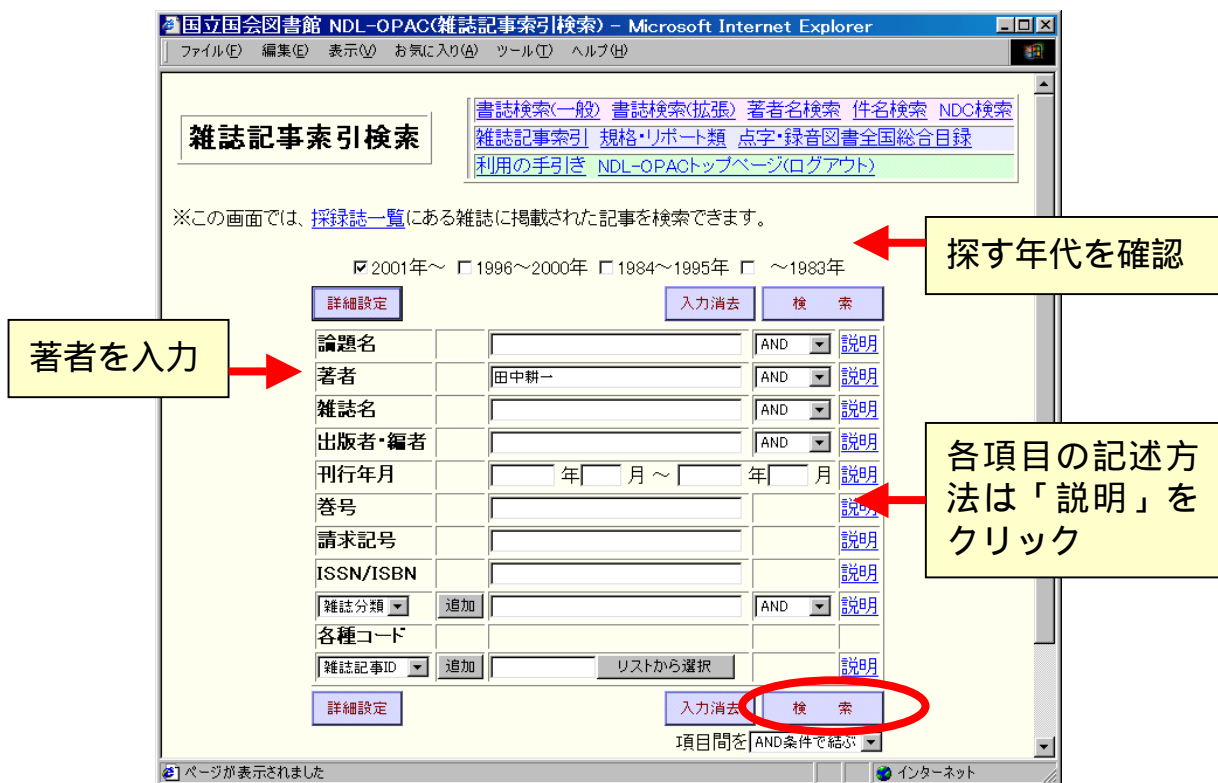 国立国会図書館 NDL-OPAC(雑誌記事索引検索) - Microsoft Internet Explorer
ファイル(F) 編集(E) 表示(V) お気に入り(A) ツール(T) ヘルプ(H)
雑誌記事索引検索
書誌検索(一般) 書誌検索(拡張) 著者名検索 件名検索 NDC検索
雑誌記事索引 規格・リポート類 点字・録音図書全国総合目録
利用の手引き NDL-OPACトップページ(ログアウト)
※この画面では、採録誌一覧にある雑誌に掲載された記事を検索できます。
探す年代を確認
2001年～ 1996～2000年 1984～1995年 ～1983年
詳細設定 入力消去 検 索
著者を入力
論題名 AND 説明
著者 田中耕一 AND 説明
雑誌名 AND 説明
出版者・編者 AND 説明
刊行年月 年 月 ～ 年 月 説明
巻号 説明
請求記号 説明
ISSN/ISBN 説明
各項目の記述方
法は「説明」を
クリック
雑誌分類 追加 AND 説明
各種コード
雑誌記事ID 追加 リストから選択 説明
詳細設定 入力消去 検 索
項目間を AND条件で結ぶ
ページが表示されました インターネット